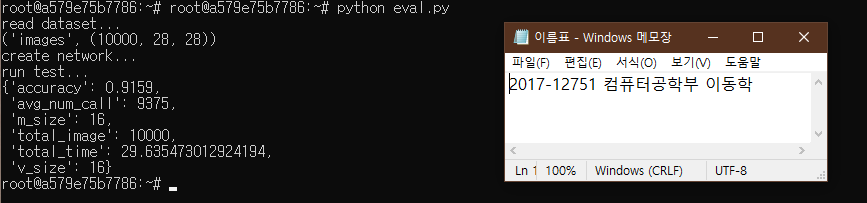 root@a579e75b7786:~# root@a579e75b7786:~# python eval.py
read dataset...
('images', (10000, 28, 28))
create network...
run test...
{'accuracy': 0.9159,
 'avg_num_call': 9375,
 'm_size': 16,
 'total_image': 10000,
 'total_time': 29.635473012924194,
 'v_size': 16}
root@a579e75b7786:~#
이름표 - Windows 메모장
파일(F) 편집(E) 서식(O) 보기(V) 도움말
2017-12751 컴퓨터공학부 이동학
Ln 1 100% Windows (CRLF) UTF-8